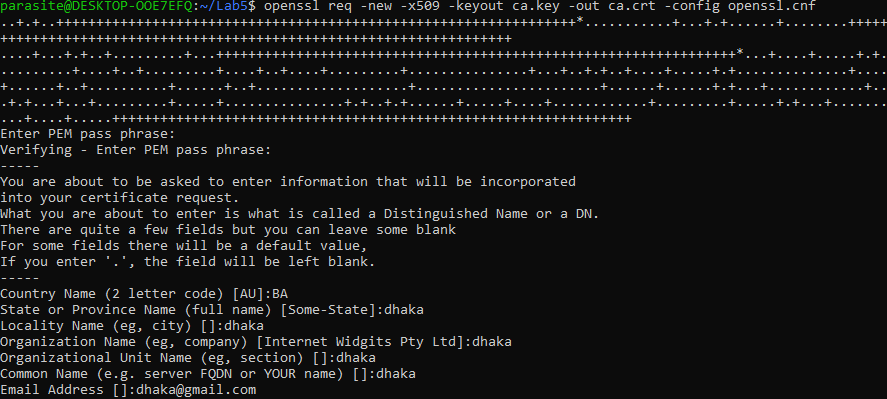 parasite@DESKTOP-OOE7EFQ:~/Lab5$ openssl req -new -x509 -keyout ca.key -out ca.crt -config openssl.cnf
Enter PEM pass phrase:
Verifying - Enter PEM pass phrase:
-----
You are about to be asked to enter information that will be incorporated
into your certificate request.
What you are about to enter is what is called a Distinguished Name or a DN.
There are quite a few fields but you can leave some blank
For some fields there will be a default value,
If you enter '.', the field will be left blank.
-----
Country Name (2 letter code) [AU]:BA
State or Province Name (full name) [Some-State]:dhaka
Locality Name (eg, city) []:dhaka
Organization Name (eg, company) [Internet Widgits Pty Ltd]:dhaka
Organizational Unit Name (eg, section) []:dhaka
Common Name (e.g. server FQDN or YOUR name) []:dhaka
Email Address []:dhaka@gmail.com